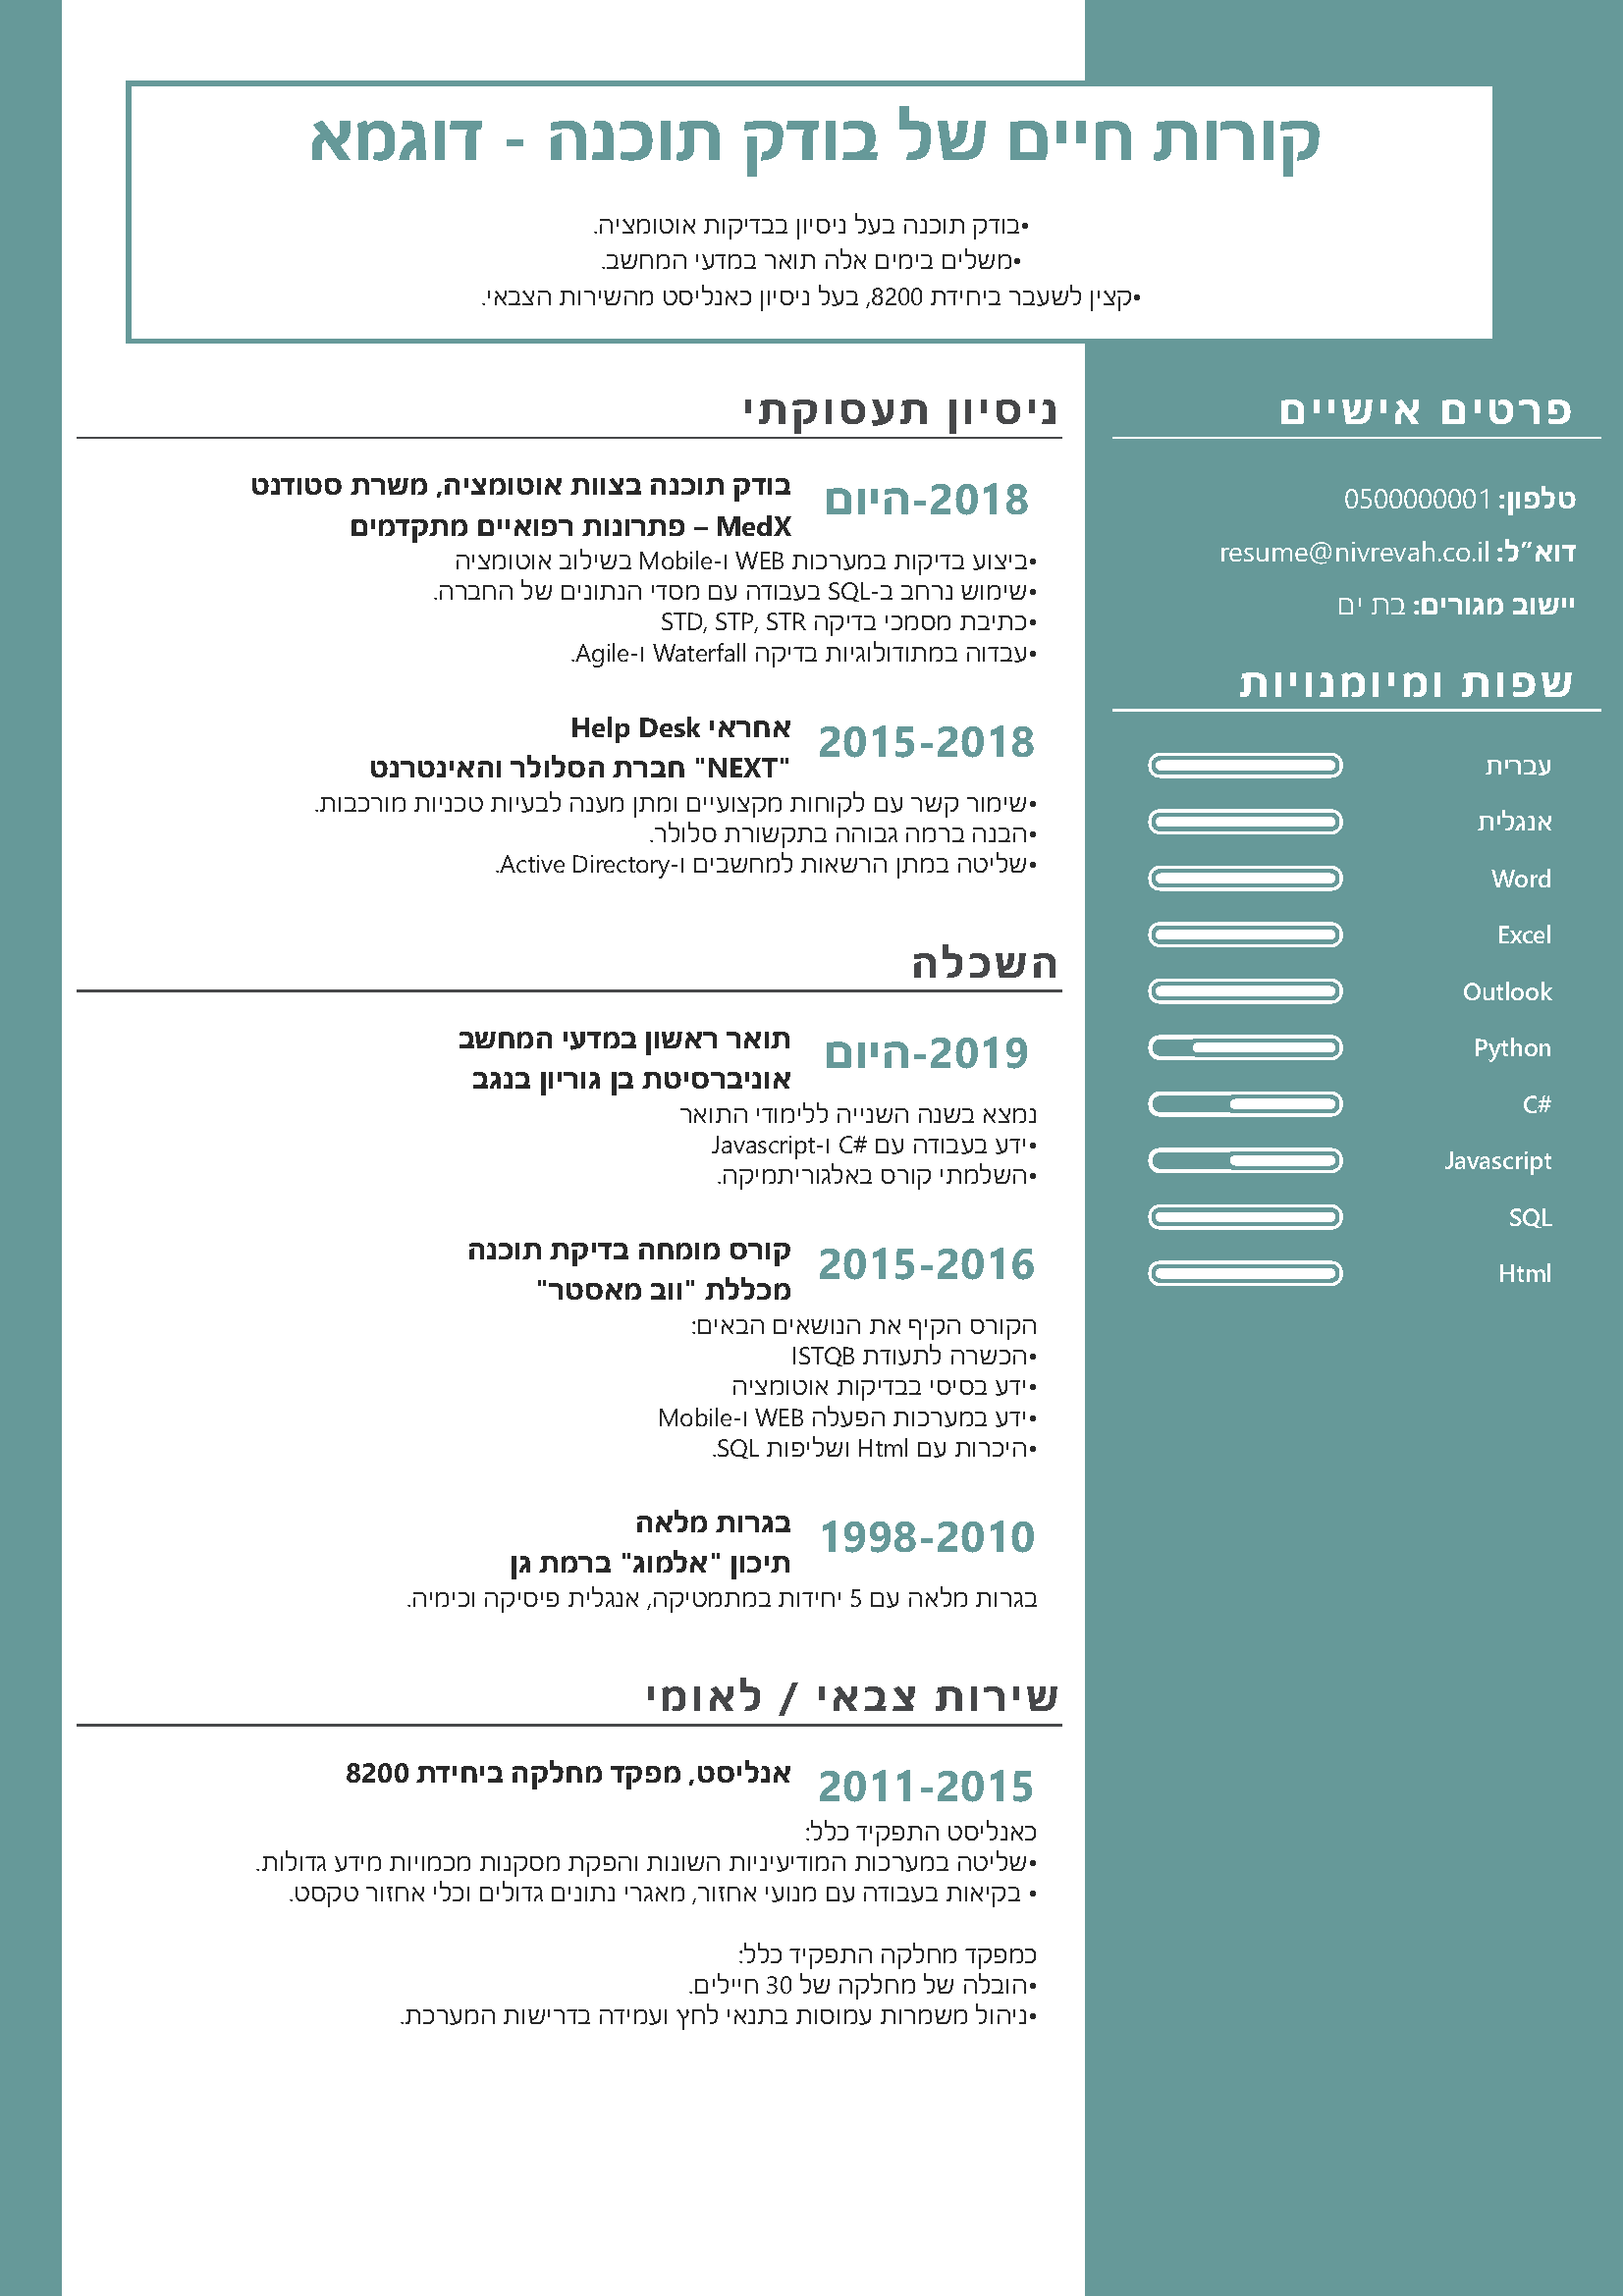 קורות חיים של בודק תוכנה - דוגמא
•בודק תוכנה בעל ניסיון בבדיקות אוטומציה.
•משלים בימים אלה תואר במדעי המחשב.
•קצין לשעבר ביחידת 8200, בעל ניסיון כאנליסט מהשירות הצבאי.
פרטים אישיים
טלפון: 0500000001
דוא״ל: resume@nivrevah.co.il
יישוב מגורים: בת ים
שפות ומיומנויות
עברית
אנגלית
Word
Excel
Outlook
Python
C#
Javascript
SQL
Html
ניסיון תעסוקתי
2018-היום
בודק תוכנה בצוות אוטומציה, משרת סטודנט
MedX – פתרונות רפואיים מתקדמים
•ביצוע בדיקות במערכות WEB ו-Mobile בשילוב אוטומציה
•שימוש נרחב ב-SQL בעבודה עם מסדי הנתונים של החברה.
•כתיבת מסמכי בדיקה STD, STP, STR
•עבדוה במתודולוגיות בדיקה Waterfall ו-Agile.
2015-2018
אחראי Help Desk
"NEXT" חברת הסלולר והאינטרנט
•שימור קשר עם לקוחות מקצועיים ומתן מענה לבעיות טכניות מורכבות.
•הבנה ברמה גבוהה בתקשורת סלולר.
•שליטה במתן הרשאות למחשבים ו-Active Directory.
השכלה
2019-היום
תואר ראשון במדעי המחשב
אוניברסיטת בן גוריון בנגב
נמצא בשנה השנייה ללימודי התואר
•ידע בעבודה עם C# ו-Javascript
•השלמתי קורס באלגוריתמיקה.
2015-2016
קורס מומחה בדיקת תוכנה
מכללת "ווב מאסטר"
הקורס הקיף את הנושאים הבאים:
•הכשרה לתעודת ISTQB
•ידע בסיסי בבדיקות אוטומציה
•ידע במערכות הפעלה WEB ו-Mobile
•היכרות עם Html ושליפות SQL.
1998-2010
בגרות מלאה
תיכון "אלמוג" ברמת גן
בגרות מלאה עם 5 יחידות במתמטיקה, אנגלית פיסיקה וכימיה.
שירות צבאי / לאומי
2011-2015
אנליסט, מפקד מחלקה ביחידת 8200
כאנליסט התפקיד כלל:
•שליטה במערכות המודיעיניות השונות והפקת מסקנות מכמויות מידע גדולות.
• בקיאות בעבודה עם מנועי אחזור, מאגרי נתונים גדולים וכלי אחזור טקסט.
כמפקד מחלקה התפקיד כלל:
•הובלה של מחלקה של 30 חיילים.
•ניהול משמרות עמוסות בתנאי לחץ ועמידה בדרישות המערכת.